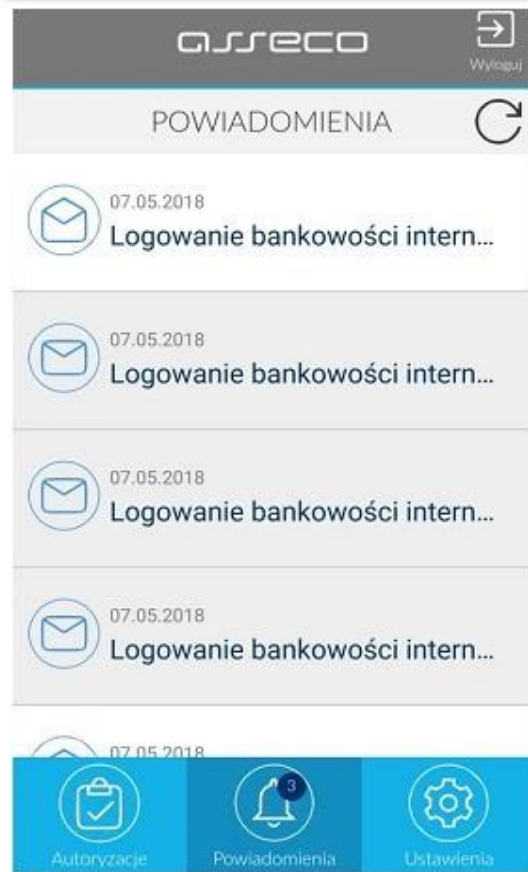 asseco
Wyloguj
POWIADOMIENIA
07.05.2018
Logowanie bankowości intern...
07.05.2018
Logowanie bankowości intern...
07.05.2018
Logowanie bankowości intern...
07.05.2018
Logowanie bankowości intern...
07.05.2018
3
Autoryzacje
Powiadomienia
Ustawienia